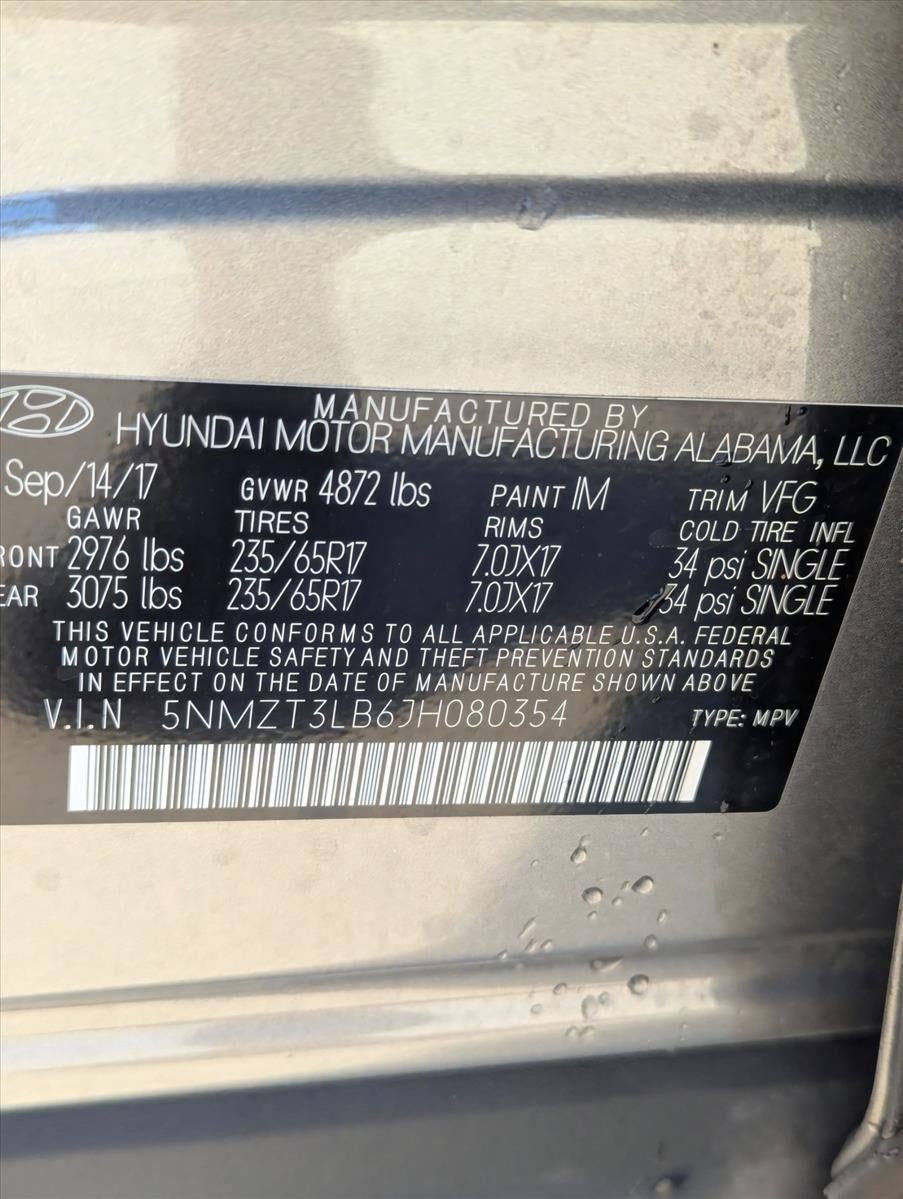 MANUFACTURED BY
HYUNDAI MOTOR MANUFACTURING ALABAMA, LLC
Sep/14/17 GVWR 4872 lbs PAINT IM TRIM VFG
GAWR TIRES RIMS COLD TIRE INFL
RONT 2976 lbs 235/65R17 7.0JX17 34 psi SINGLE
EAR 3075 lbs 235/65R17 7.0JX17 34 psi SINGLE
THIS VEHICLE CONFORMS TO ALL APPLICABLE U.S.A. FEDERAL
MOTOR VEHICLE SAFETY AND THEFT PREVENTION STANDARDS
IN EFFECT ON THE DATE OF MANUFACTURE SHOWN ABOVE
V.I.N 5NMZT3LB6JH080354 TYPE: MPV